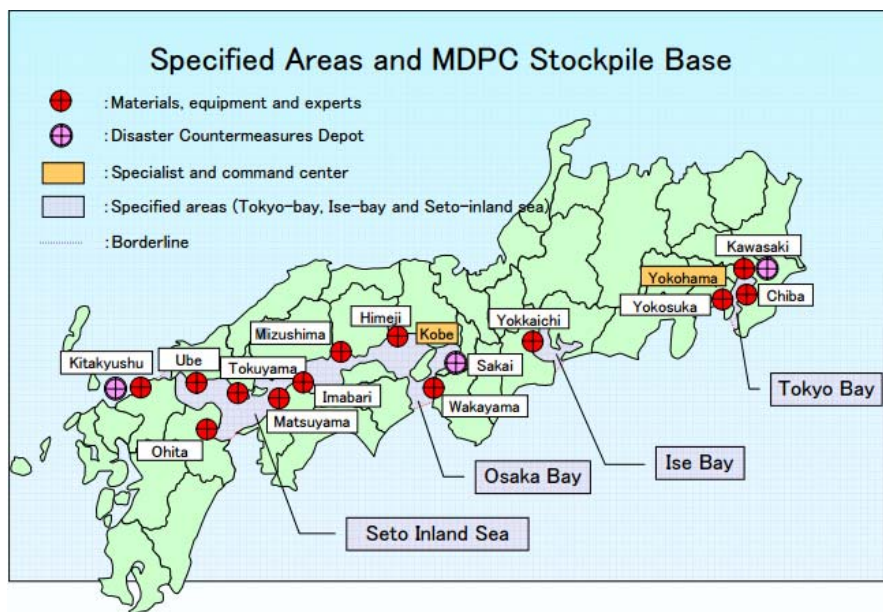 Specified Areas and MDPC Stockpile Base
:Materials, equipment and experts
:Disaster Countermeasures Depot
:Specialist and command center
:Specified areas (Tokyo-bay, Ise-bay and Seto-inland sea)
:Borderline
Kawasaki
Yokohama
Chiba
Yokosuka
Yokkaichi
Himeji
Kobe
Miizushima
Sakai
Ube
Kitakyushu
Tokuyama
Imabari
Wakayama
Matsuyama
Ohita
Tokyo Bay
Ise Bay
Osaka Bay
Seto Inland Sea